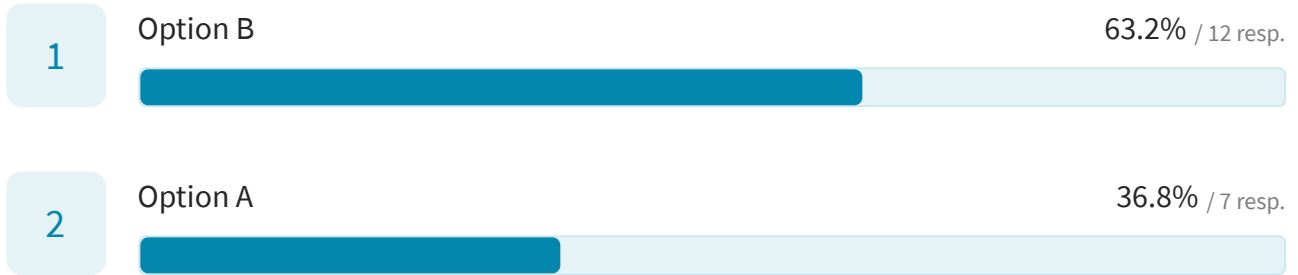 1
Option B
63.2% / 12 resp.
2
Option A
36.8% / 7 resp.